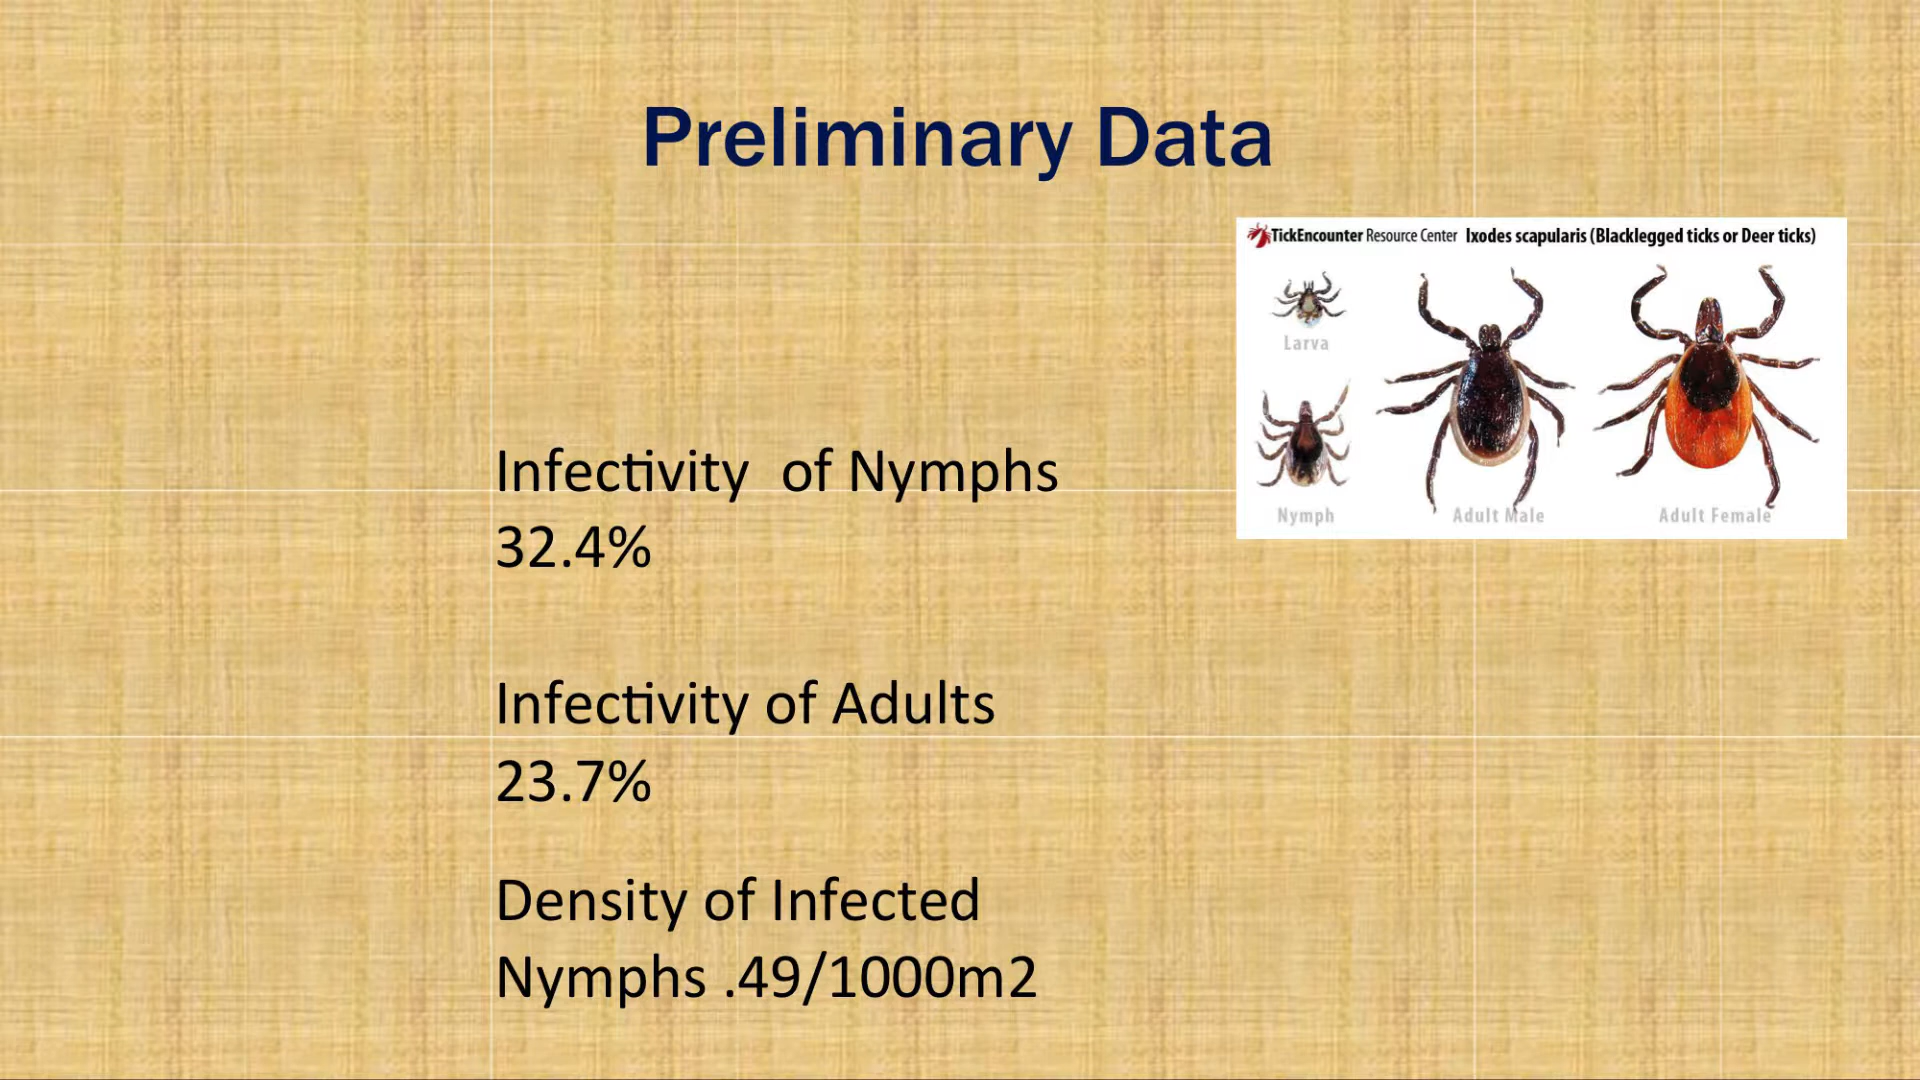 Preliminary Data
TickEncounter Resource Center Ixodes scapularis (Blacklegged ticks or Deer ticks)
Larva
Nymph
Adult Male
Adult Female
Infectivity of Nymphs
32.4%
Infectivity of Adults
23.7%
Density of Infected
Nymphs .49/1000m2